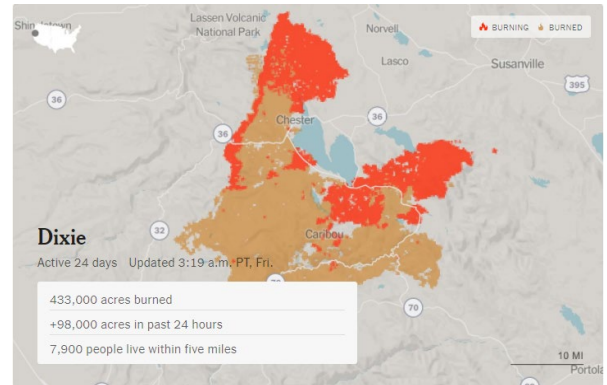 Lassen Volcanic
National Park
Norvell
BURNING BURNED
Lasco
Susanville
395
36
36
36
Chester
Dixie
32
Caribou
Active 24 days Updated 3:19 a.m. PT, Fri.
433,000 acres burned
+98,000 acres in past 24 hours
7,900 people live within five miles
70
10 MI
Portola